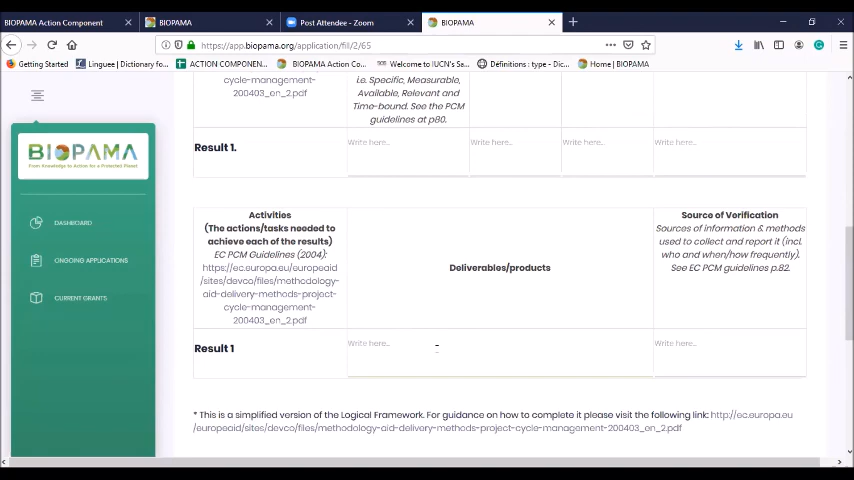 BIOPAMA Action Component
BIOPAMA
Post Attendee - Zoom
BIOPAMA
https://app.biopama.org/application/fill/2/65
Getting Started
Linguee | Dictionary fo...
ACTION COMPONENT...
BIOPAMA Action Co...
Welcome to IUCN's Sa...
Définitions : type - Dic...
Home | BIOPAMA
BIOPAMA
From Knowledge to Action for a Protected Planet
DASHBOARD
ONGOING APPLICATIONS
CURRENT GRANTS
cycle-management-
200403_en_2.pdf
i.e. Specific, Measurable,
Available, Relevant and
Time-bound. See the PCM
guidelines at p80.
Result 1.
Write here...
Write here...
Write here...
Write here...
Activities
(The actions/tasks needed to
achieve each of the results)
EC PCM Guidelines (2004):
https://ec.europa.eu/europeaid
/sites/devco/files/methodology-
aid-delivery-methods-project-
cycle-management-
200403_en_2.pdf
Deliverables/products
Source of Verification
Sources of information & methods
used to collect and report it (incl.
who and when/how frequently).
See EC PCM guidelines p.82.
Result 1
Write here...
Write here...
* This is a simplified version of the Logical Framework. For guidance on how to complete it please visit the following link: http://ec.europa.eu
/europeaid/sites/devco/files/methodology-aid-delivery-methods-project-cycle-management-200403_en_2.pdf